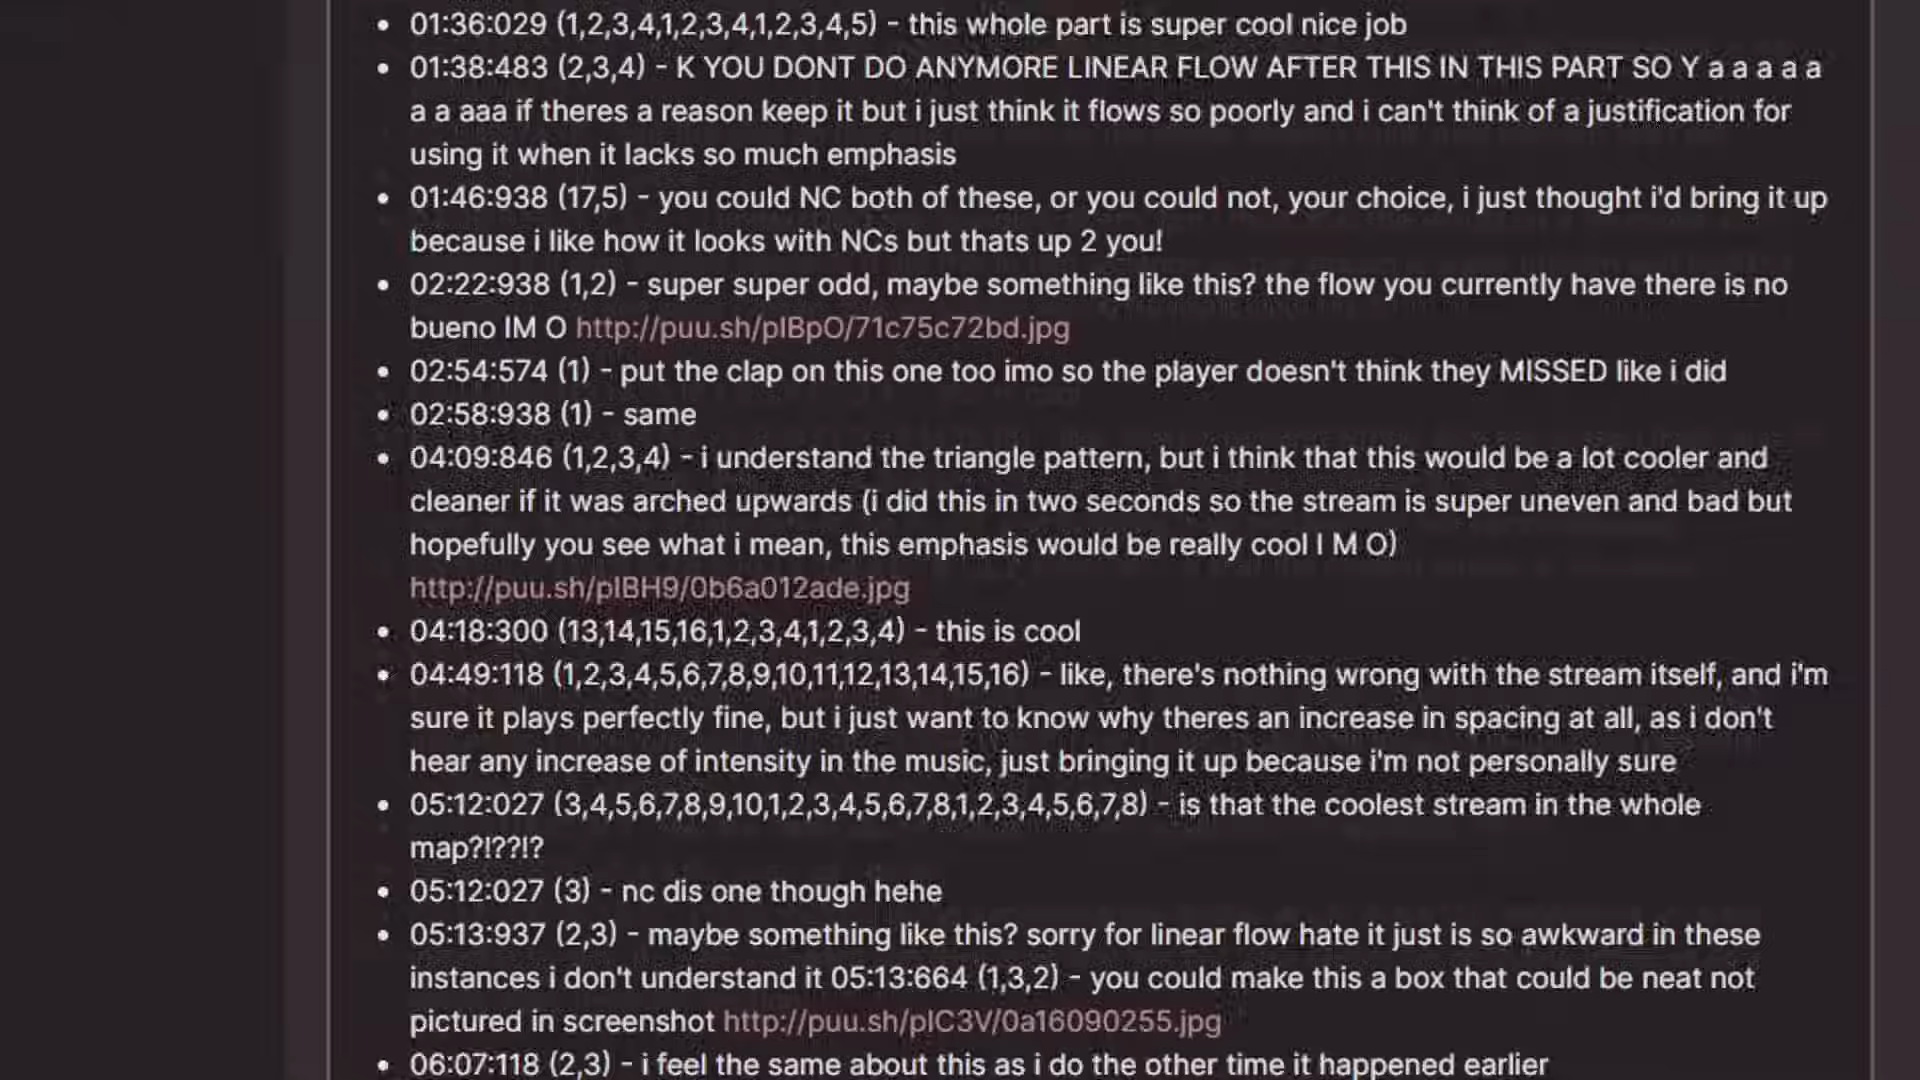 • 01:36:029 (1,2,3,4,1,2,3,4,1,2,3,4,5) - this whole part is super cool nice job
• 01:38:483 (2,3,4) - K YOU DONT DO ANYMORE LINEAR FLOW AFTER THIS IN THIS PART SO Y a a a a a
a a aaa if theres a reason keep it but i just think it flows so poorly and i can't think of a justification for
using it when it lacks so much emphasis
• 01:46:938 (17,5) - you could NC both of these, or you could not, your choice, i just thought i'd bring it up
because i like how it looks with NCs but thats up 2 you!
• 02:22:938 (1,2) - super super odd, maybe something like this? the flow you currently have there is no
bueno IM O http://puu.sh/plBpO/71c75c72bd.jpg
• 02:54:574 (1) - put the clap on this one too imo so the player doesn't think they MISSED like i did
• 02:58:938 (1) - same
• 04:09:846 (1,2,3,4) - i understand the triangle pattern, but i think that this would be a lot cooler and
cleaner if it was arched upwards (i did this in two seconds so the stream is super uneven and bad but
hopefully you see what i mean, this emphasis would be really cool I M O)
http://puu.sh/plBH9/0b6a012ade.jpg
• 04:18:300 (13,14,15,16,1,2,3,4,1,2,3,4) - this is cool
• 04:49:118 (1,2,3,4,5,6,7,8,9,10,11,12,13,14,15,16) - like, there's nothing wrong with the stream itself, and i'm
sure it plays perfectly fine, but i just want to know why theres an increase in spacing at all, as i don't
hear any increase of intensity in the music, just bringing it up because i'm not personally sure
• 05:12:027 (3,4,5,6,7,8,9,10,1,2,3,4,5,6,7,8,1,2,3,4,5,6,7,8) - is that the coolest stream in the whole
map?!??!?
• 05:12:027 (3) - nc dis one though hehe
• 05:13:937 (2,3) - maybe something like this? sorry for linear flow hate it just is so awkward in these
instances i don't understand it 05:13:664 (1,3,2) - you could make this a box that could be neat not
pictured in screenshot http://puu.sh/plC3V/0a16090255.jpg
• 06:07:118 (2,3) - i feel the same about this as i do the other time it happened earlier